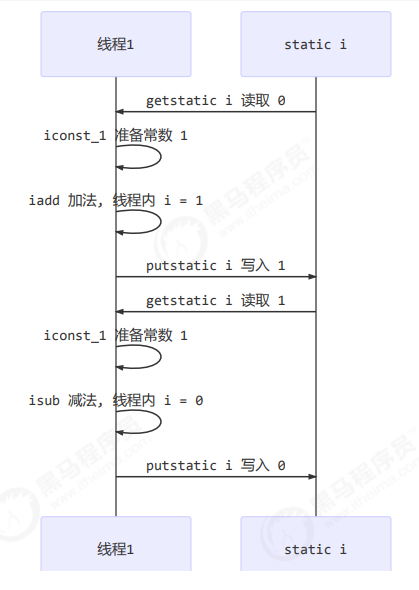 线程1
static i
getstatic i 读取 0
iconst_1 准备常数 1
iadd 加法, 线程内 i = 1
putstatic i 写入 1
getstatic i 读取 1
iconst_1 准备常数 1
isub 减法, 线程内 i = 0
putstatic i 写入 0
线程1
static i
黑马程序员
www.itheima.com
黑马程序员
www.itheima.com
黑马程序员
www.itheima.com